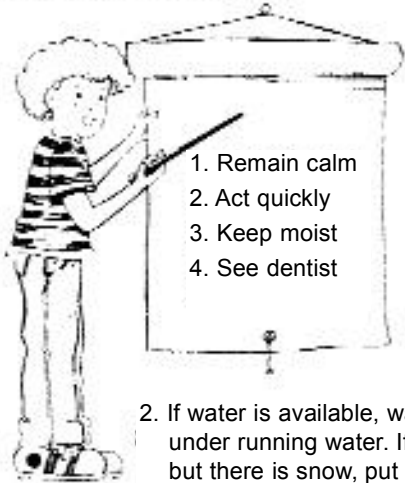 1. Remain calm
2. Act quickly
3. Keep moist
4. See dentist
2. If water is available,
under running water.
but there is snow, put